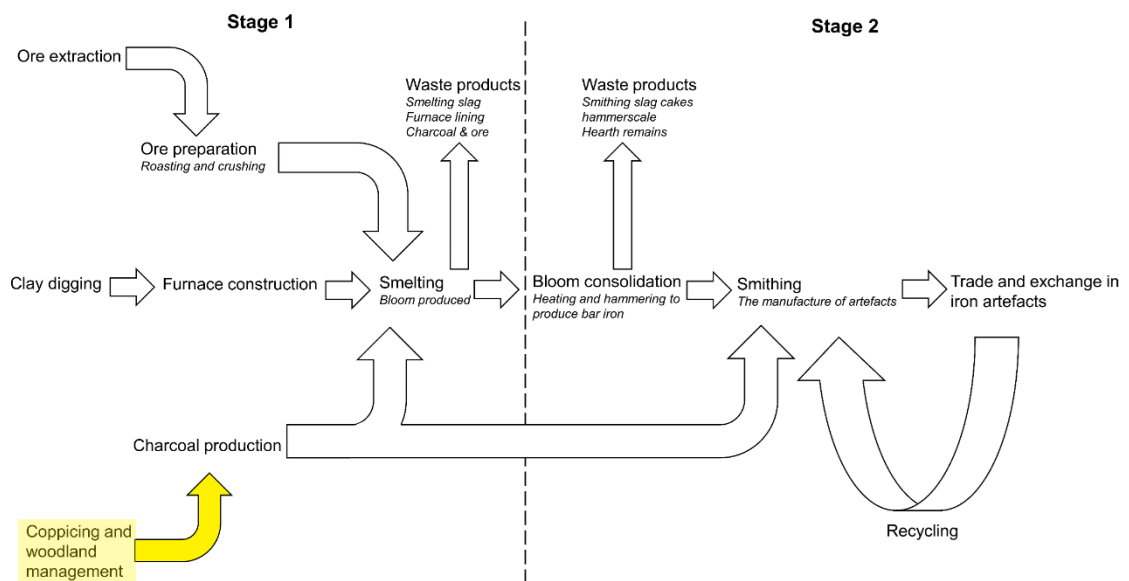 Stage 1
Stage 2
Ore extraction
Waste products
Smelting slag
Furnace lining
Charcoal & ore
Waste products
Smithing slag cakes
hammerscale
Hearth remains
Ore preparation
Roasting and crushing
Clay digging
Furnace construction
Smelting
Bloom produced
Bloom consolidation
Heating and hammering to
produce bar iron
Smithing
The manufacture of artefacts
Trade and exchange in
iron artefacts
Charcoal production
Coppicing and
woodland
management
Recycling